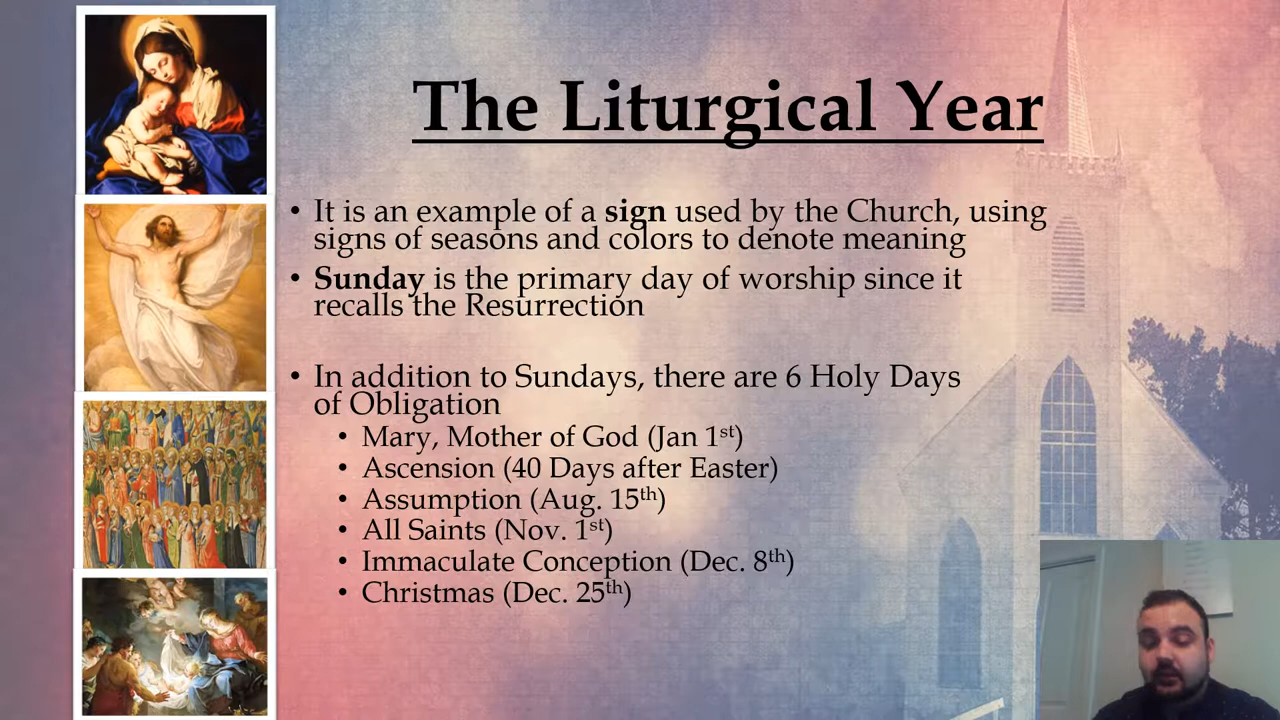 The Liturgical Year
• It is an example of a sign used by the Church, using
signs of seasons and colors to denote meaning
• Sunday is the primary day of worship since it
recalls the Resurrection
• In addition to Sundays, there are 6 Holy Days
of Obligation
• Mary, Mother of God (Jan 1st)
• Ascension (40 Days after Easter)
• Assumption (Aug. 15th)
• All Saints (Nov. 1st)
• Immaculate Conception (Dec. 8th)
• Christmas (Dec. 25th)